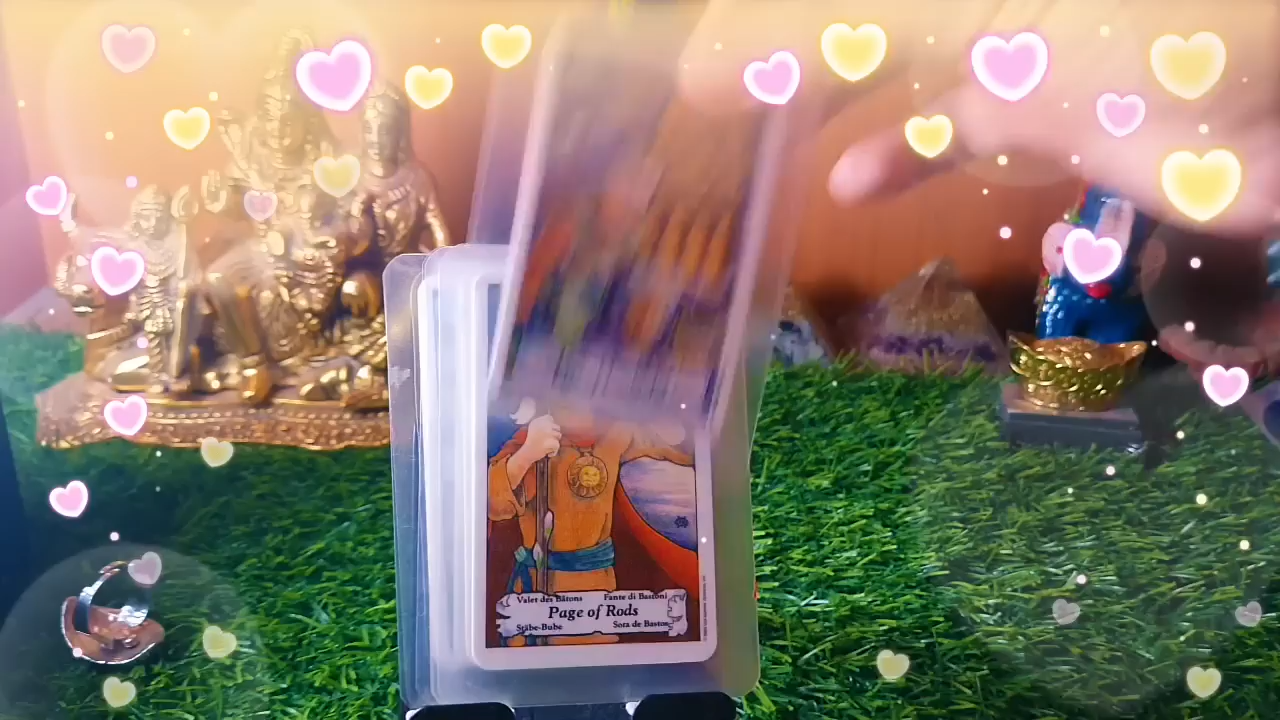 Valet des Bâtons Fante di Bastoni
Page of Rods
Stäbe-Bube Sota de Bastos